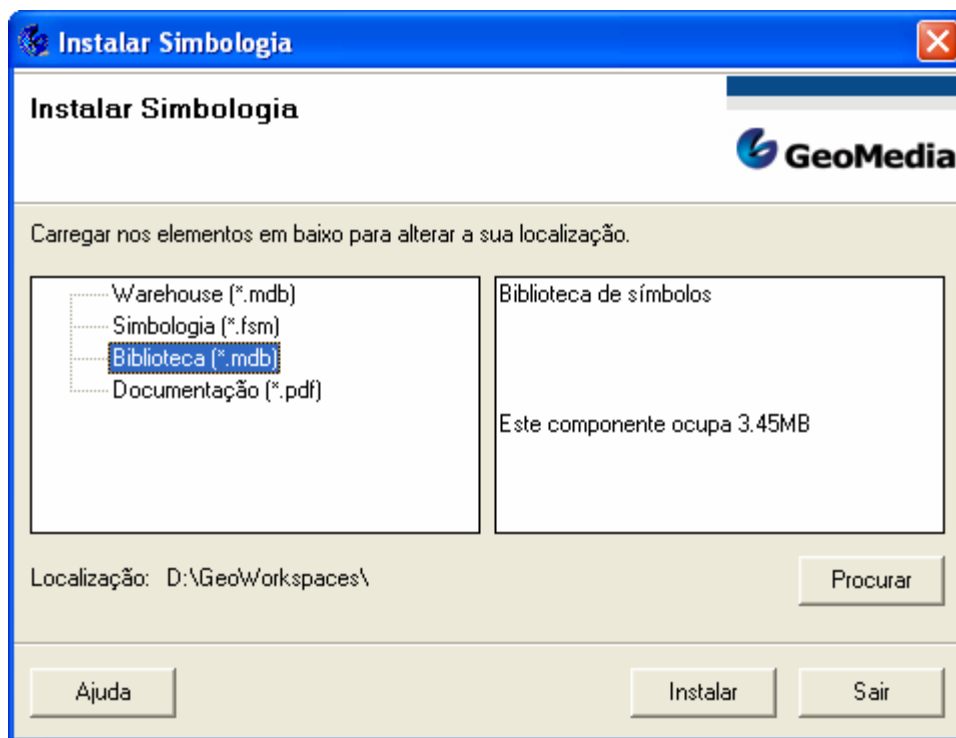 Instalar Simbologia
Instalar Simbologia
GeoMedia
Carregar nos elementos em baixo para alterar a sua localização.
Warehouse (*.mdb)
Simbologia (*.fsm)
Biblioteca (*.mdb)
Documentação (*.pdf)
Biblioteca de símbolos
Este componente ocupa 3.45MB
Localização: D:\GeoWorkspaces\
Procurar
Ajuda
Instalar
Sair